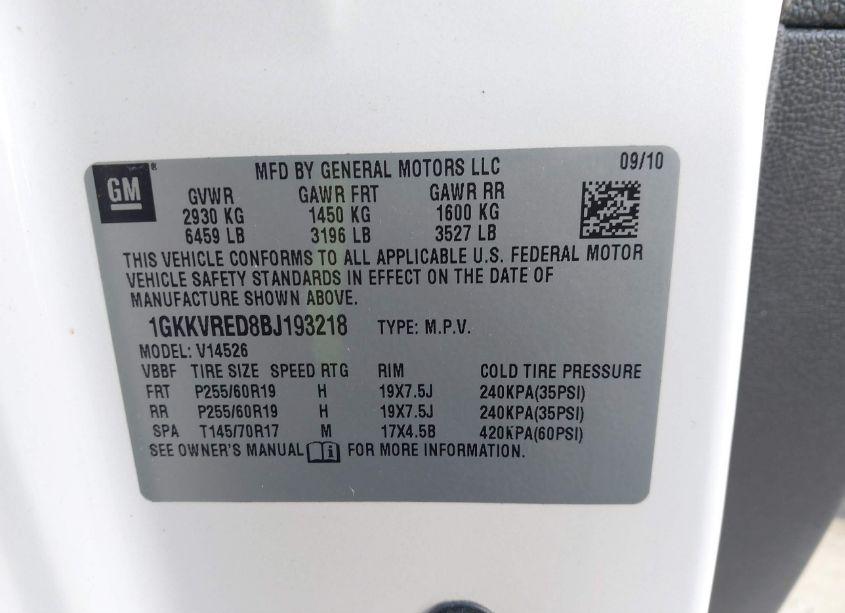 GM®
MFD BY GENERAL MOTORS LLC 09/10
GVWR GAWR FRT GAWR RR
2930 KG 1450 KG 1600 KG
6459 LB 3196 LB 3527 LB
THIS VEHICLE CONFORMS TO ALL APPLICABLE U.S. FEDERAL MOTOR
VEHICLE SAFETY STANDARDS IN EFFECT ON THE DATE OF
MANUFACTURE SHOWN ABOVE.
1GKKVRED8BJ193218 TYPE: M.P.V.
MODEL: V14526
VBBF TIRE SIZE SPEED RTG RIM COLD TIRE PRESSURE
FRT P255/60R19 H 19X7.5J 240KPA(35PSI)
RR P255/60R19 H 19X7.5J 240KPA(35PSI)
SPA T145/70R17 M 17X4.5B 420KPA(60PSI)
SEE OWNER'S MANUAL i FOR MORE INFORMATION.